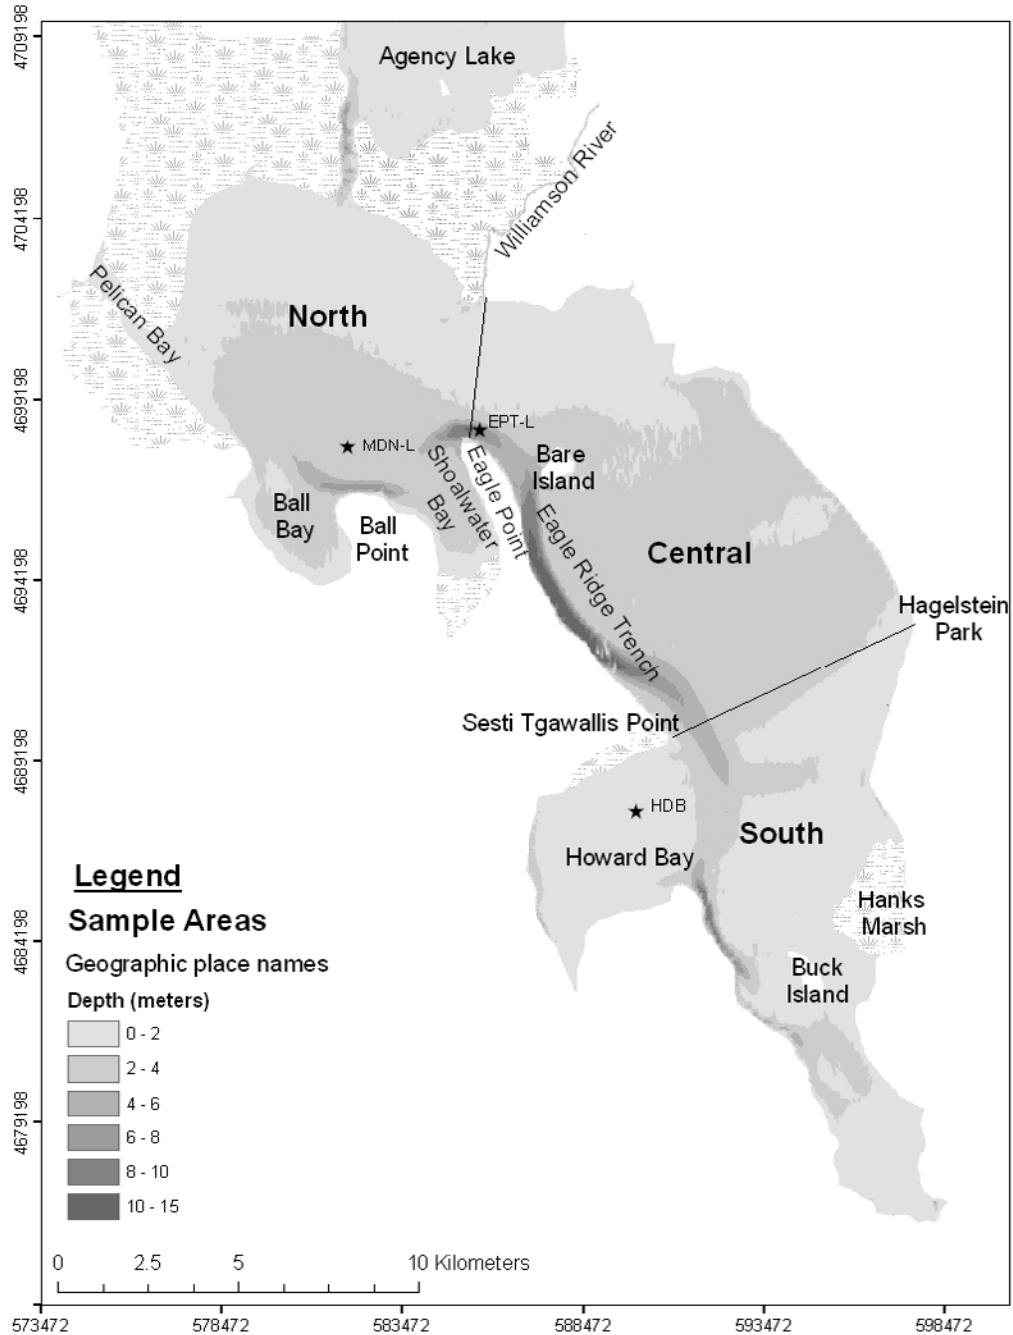 4709198
Agency Lake
Williamson River
4704198
Pelican Bay
North
4699198
EPT-L
MDN-L
Bare
Island
Shoalwater
Bay
Eagle Point
Ball
Bay
Ball
Point
Eagle Ridge Trench
Central
4694198
Hagelstein
Park
Sesti Tgawallis Point
4689198
HDB
South
Howard Bay
Hanks
Marsh
4684198
Buck
Island
Legend
Sample Areas
Geographic place names
Depth (meters)
0 - 2
2 - 4
4 - 6
6 - 8
8 - 10
10 - 15
4679198
0 2.5 5 10 Kilometers
573472 578472 583472 588472 593472 598472